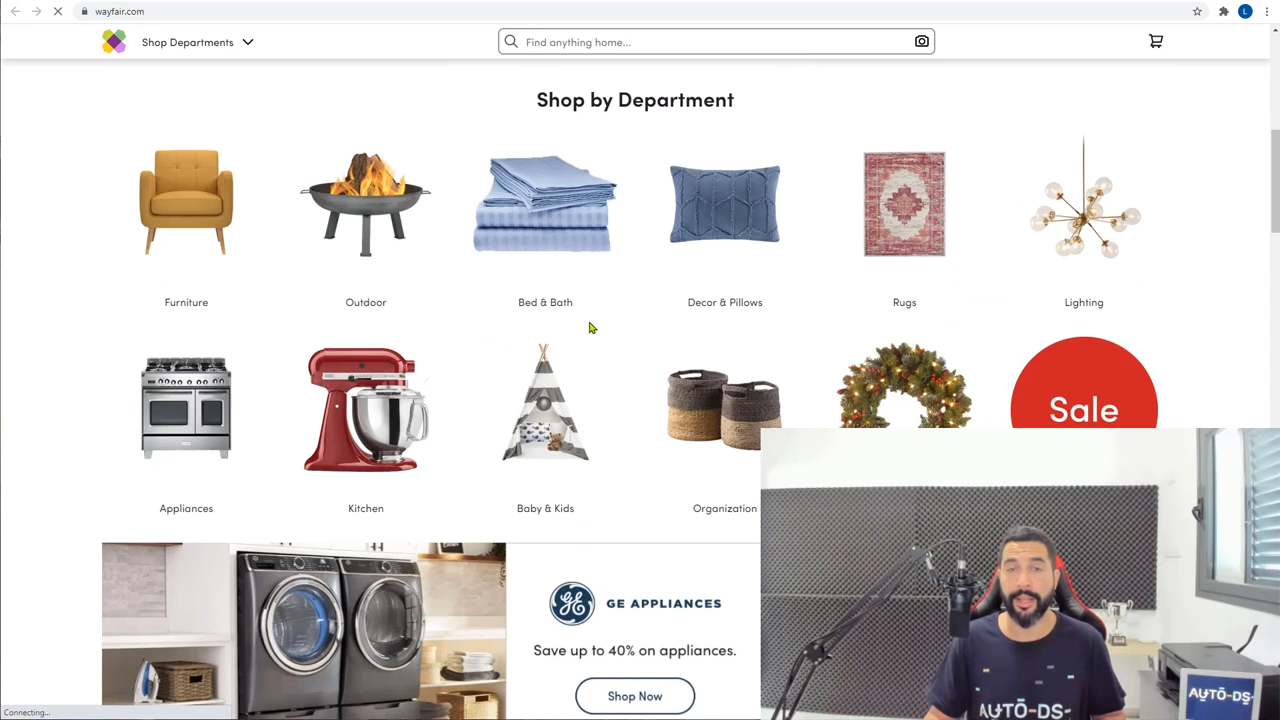 wayfair.com
L
Shop Departments
Find anything home...
Shop by Department
Furniture
Outdoor
Bed & Bath
Decor & Pillows
Rugs
Lighting
Sale
Appliances
Kitchen
Baby & Kids
Organization
GE APPLIANCES
Save up to 40% on appliances.
Shop Now
AUTO-DS-
AUTO-DS-
Connecting...